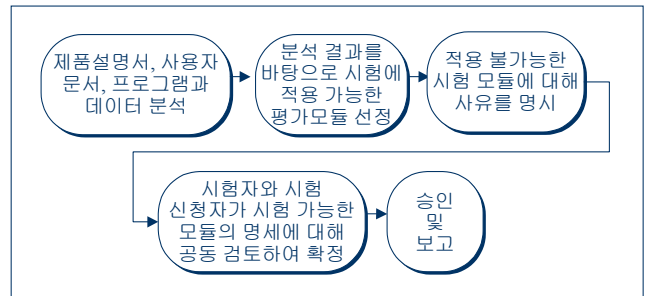 제품설명서, 사용자
문서, 프로그램과
데이터 분석
분석 결과를
바탕으로 시험에
적용 가능한
평가모듈 선정
적용 불가능한
시험 모듈에 대해
사유를 명시
시험자와 시험
신청자가 시험 가능한
모듈의 명세에 대해
공동 검토하여 확정
승인
및
보고